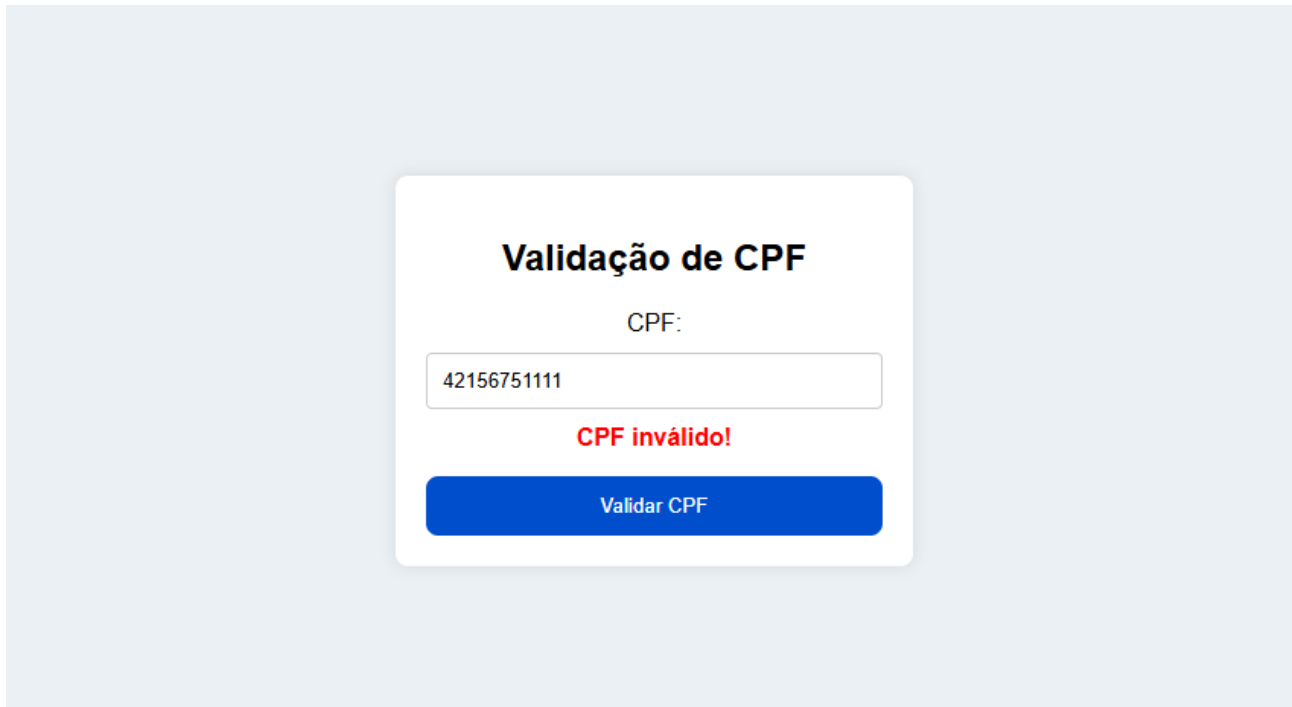 Validação de CPF
CPF:
42156751111
CPF inválido!
Validar CPF